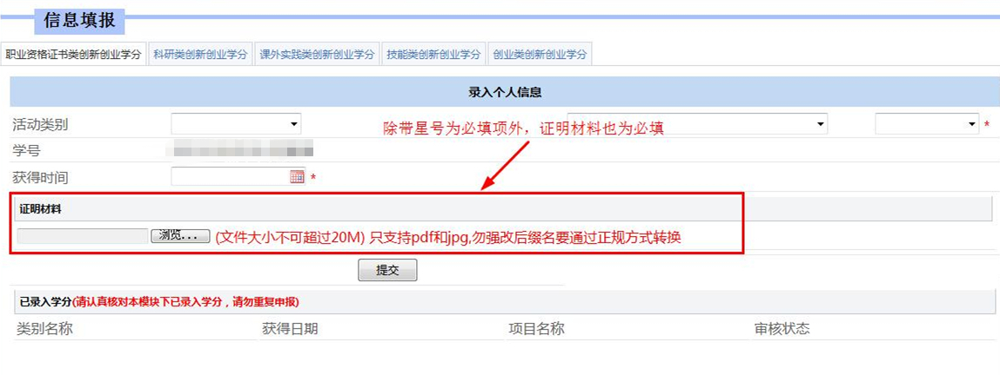 信息填报
职业资格证书类创新创业学分 科研类创新创业学分 课外实践类创新创业学分 技能类创新创业学分 创业类创新创业学分
录入个人信息
活动类别 除带星号为必填项外，证明材料也为必填 *
学号
获得时间 *
证明材料
浏览... (文件大小不可超过20M) 只支持pdf和jpg,勿强改后缀名要通过正规方式转换
提交
已录入学分(请认真核对本模块下已录入学分，请勿重复申报)
类别名称 获得日期 项目名称 审核状态